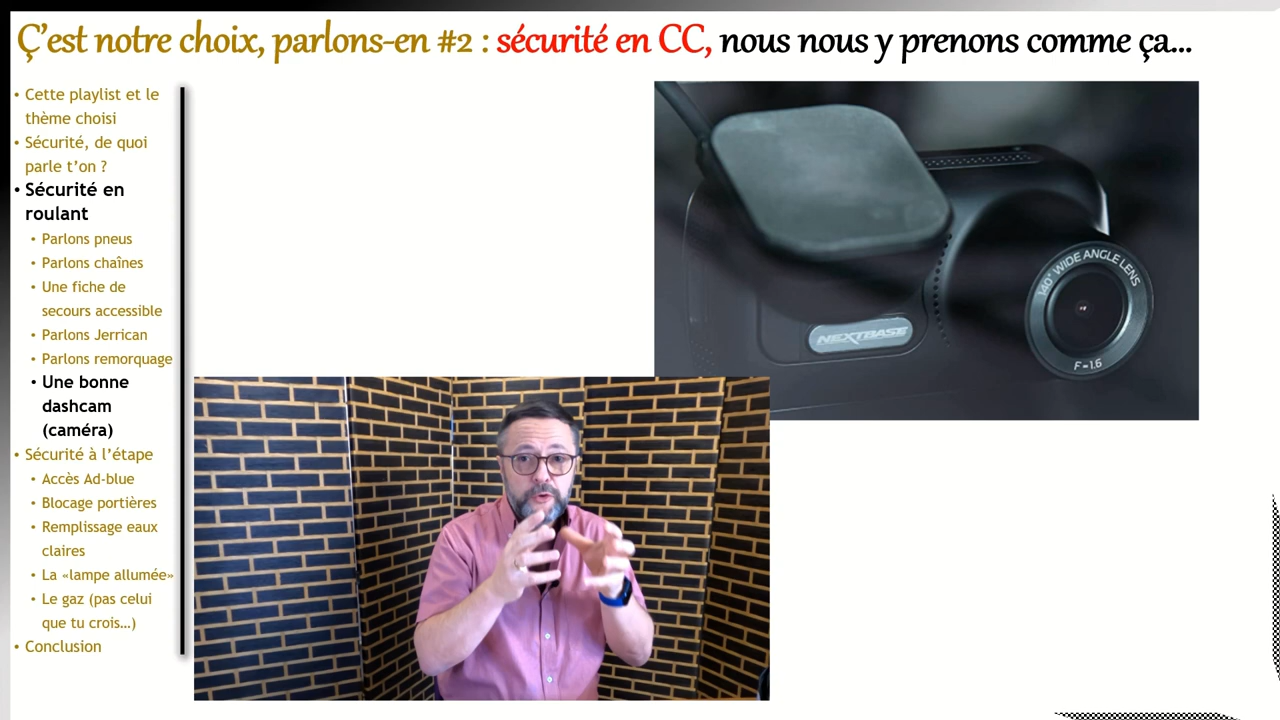 Ç'est notre choix, parlons-en #2 : sécurité en CC, nous nous y prenons comme ça...
• Cette playlist et le
thème choisi
• Sécurité, de quoi
parle t'on ?
• Sécurité en
roulant
• Parlons pneus
• Parlons chaînes
• Une fiche de
secours accessible
• Parlons Jerrican
• Parlons remorquage
• Une bonne
dashcam
(caméra)
• Sécurité à l'étape
• Accès Ad-blue
• Blocage portières
• Remplissage eaux
claires
• La «lampe allumée»
• Le gaz (pas celui
que tu crois…)
• Conclusion
NEXTBASE
140° WIDE ANGLE LENS
F=1.6